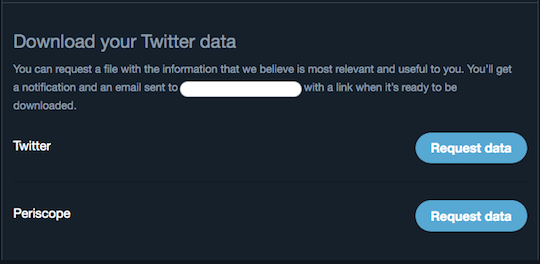 Download your Twitter data
You can request a file with the information that we believe is most relevant and useful to you. You'll get
a notification and an email sent to with a link when it's ready to be
downloaded.
Twitter
Request data
Periscope
Request data